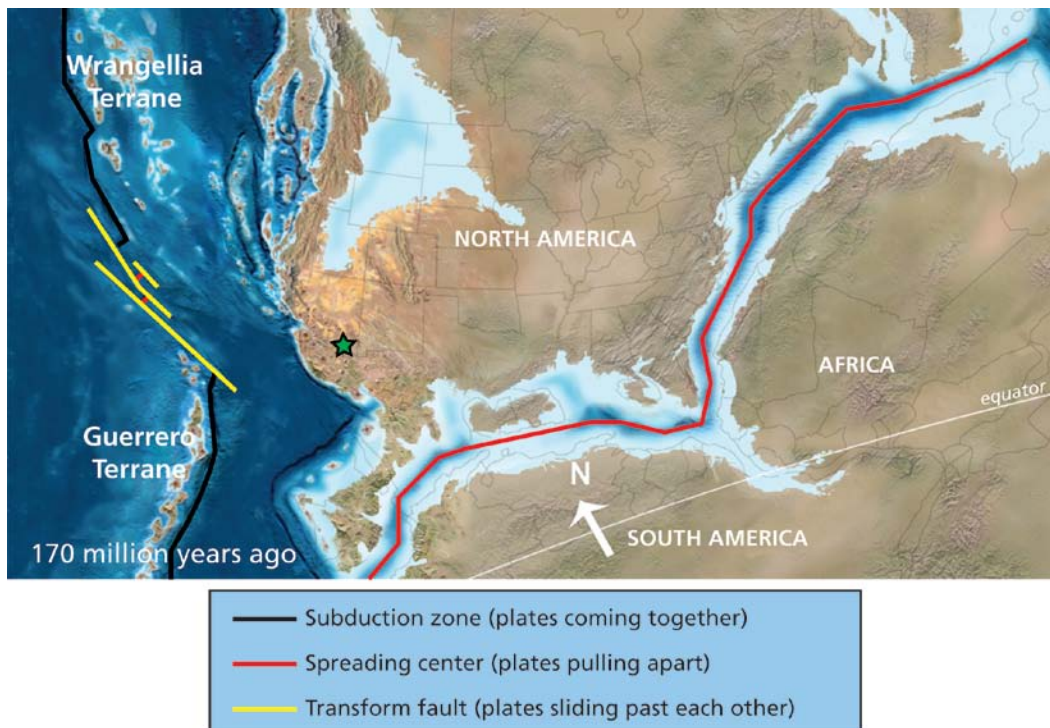 Wrangellia
Terrane
NORTH AMERICA
AFRICA
equator
Guerrero
Terrane
N
SOUTH AMERICA
170 million years ago
Subduction zone (plates coming together)
Spreading center (plates pulling apart)
Transform fault (plates sliding past each other)